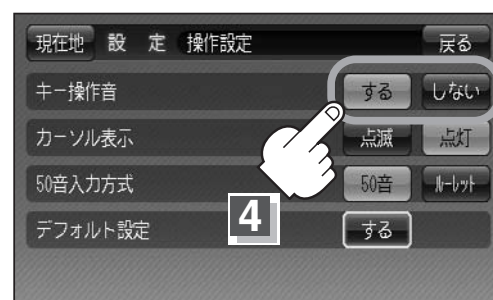 現在地 設 定 操作設定 戻る
キー操作音 する しない
カーソル表示 点滅 点灯
50音入力方式 50音 ルーレット
デフォルト設定 する
4